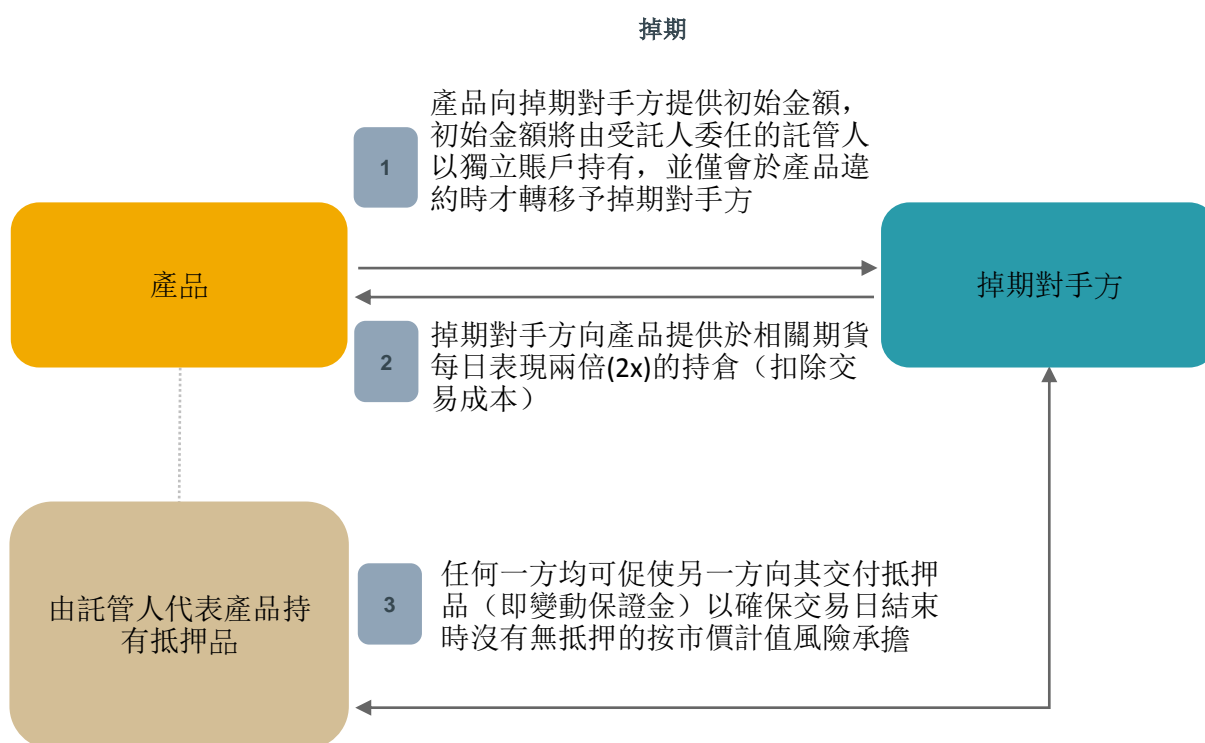 掉期
產品向掉期對手方提供初始金額，
初始金額將由受託人委任的託管人
以獨立賬戶持有，並僅會於產品違
約時才轉移予掉期對手方
1
產品
掉期對手方
掉期對手方向產品提供於相關期貨
每日表現兩倍(2x)的持倉（扣除交
易成本）
2
由託管人代表產品持
有抵押品
3
任何一方均可促使另一方向其交付抵押
品（即變動保證金）以確保交易日結束
時沒有無抵押的按市價計值風險承擔